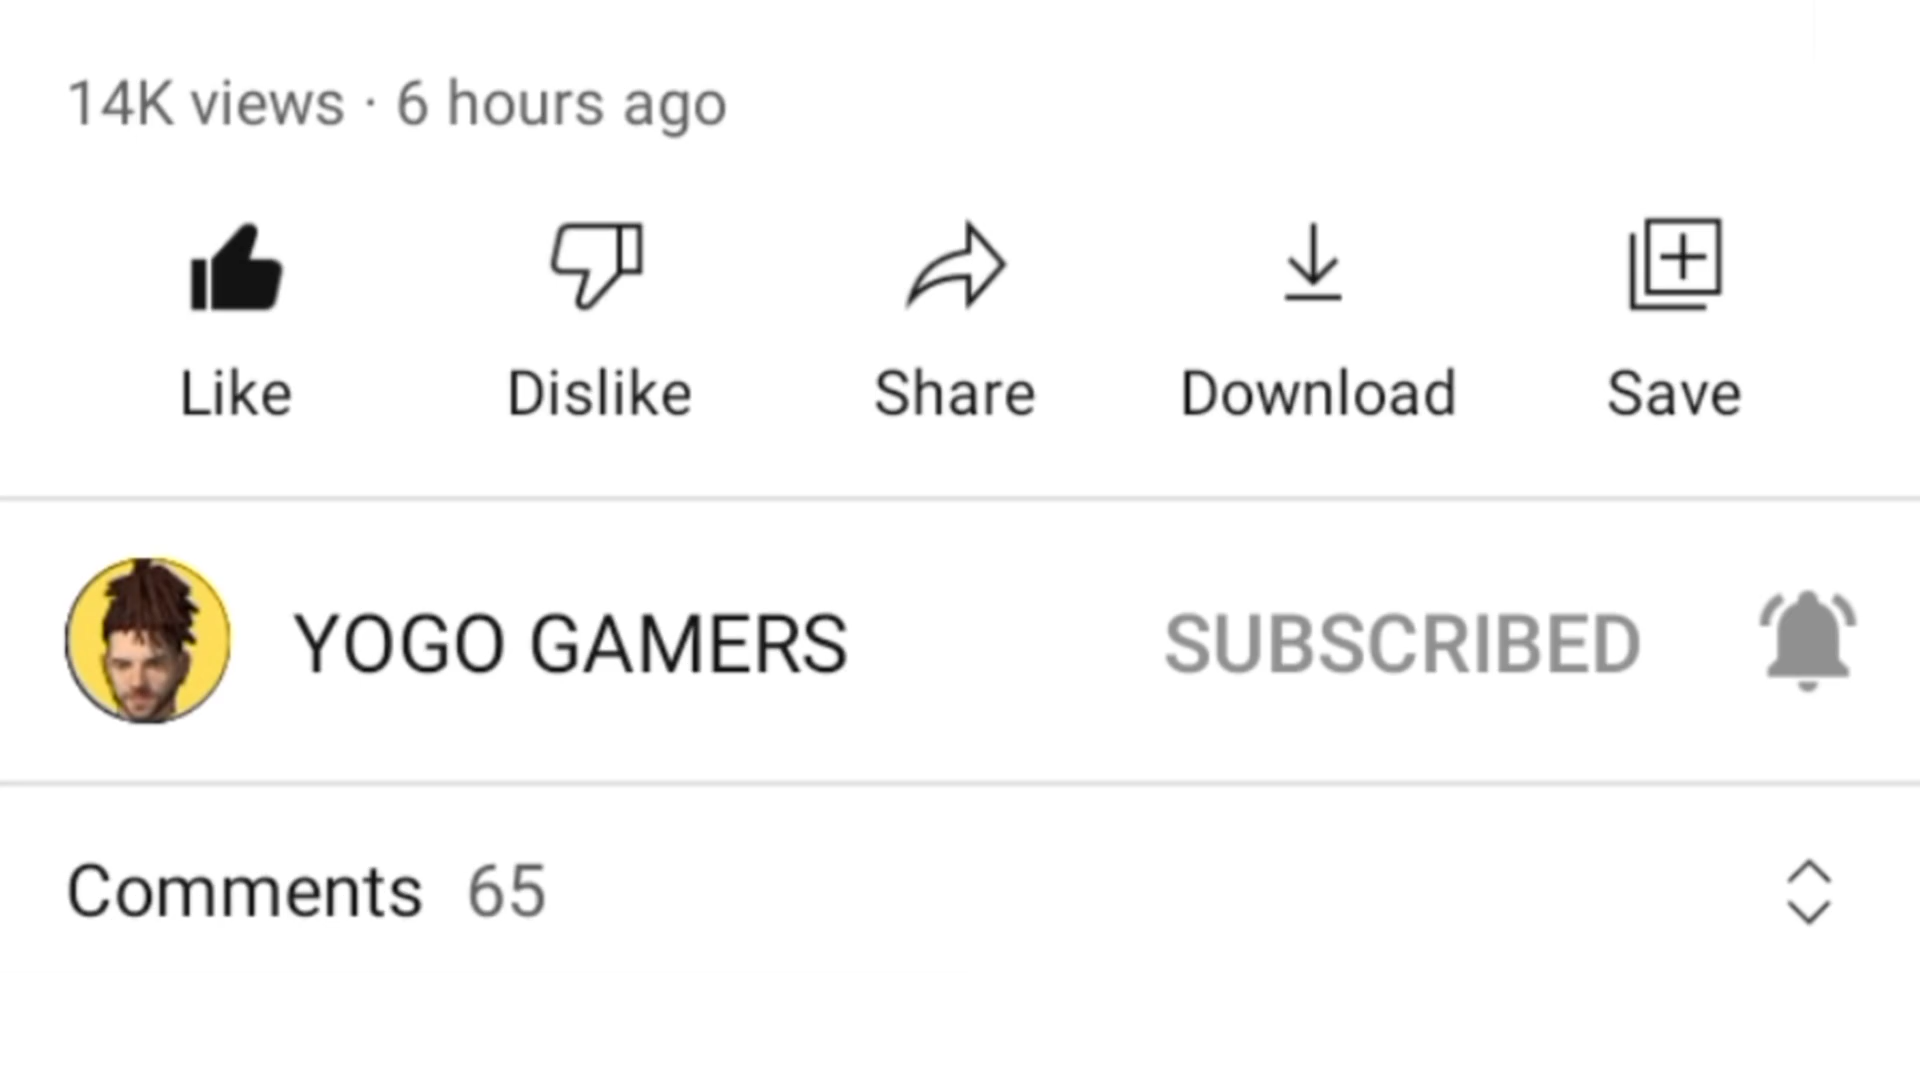 14K views · 6 hours ago
Like Dislike Share Download Save
YOGO GAMERS SUBSCRIBED
Comments 65